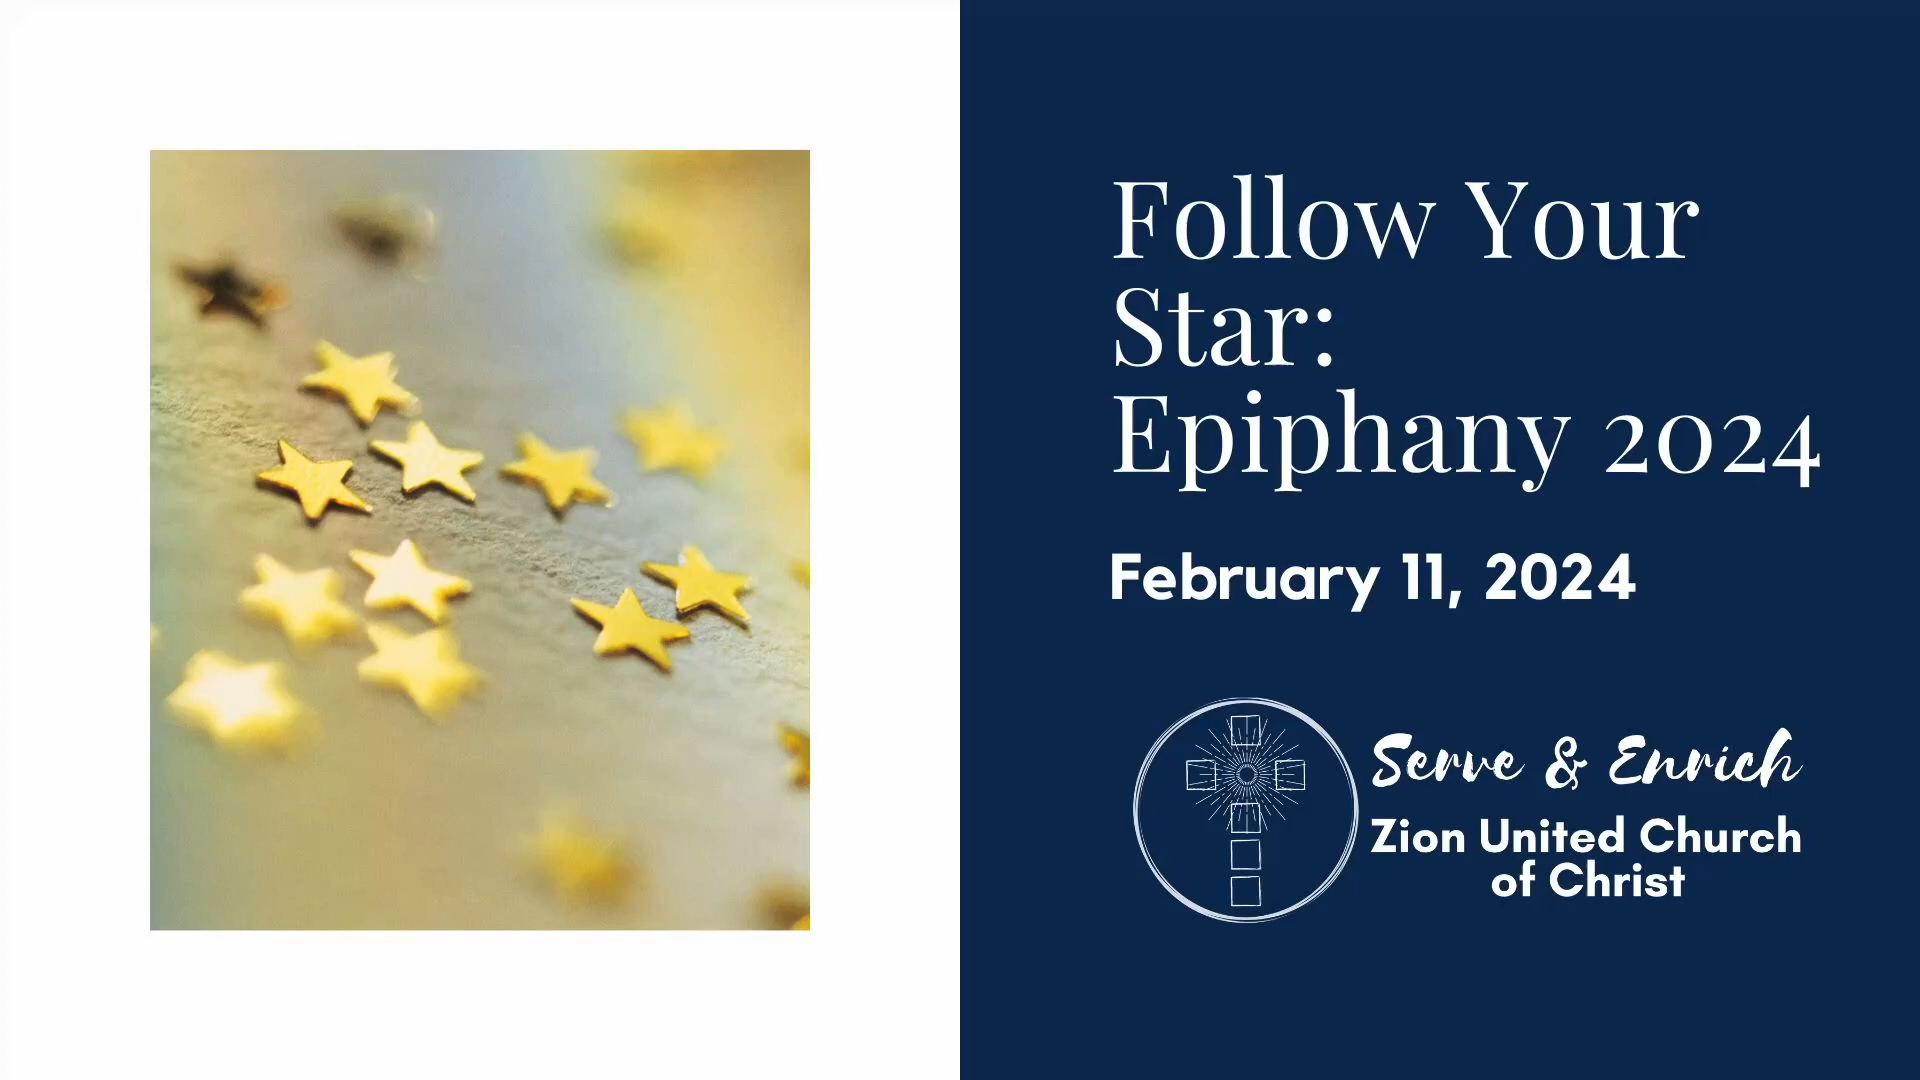 Follow Your
Star:
Epiphany 2024
February 11, 2024
Serve & Enrich
Zion United Church
of Christ